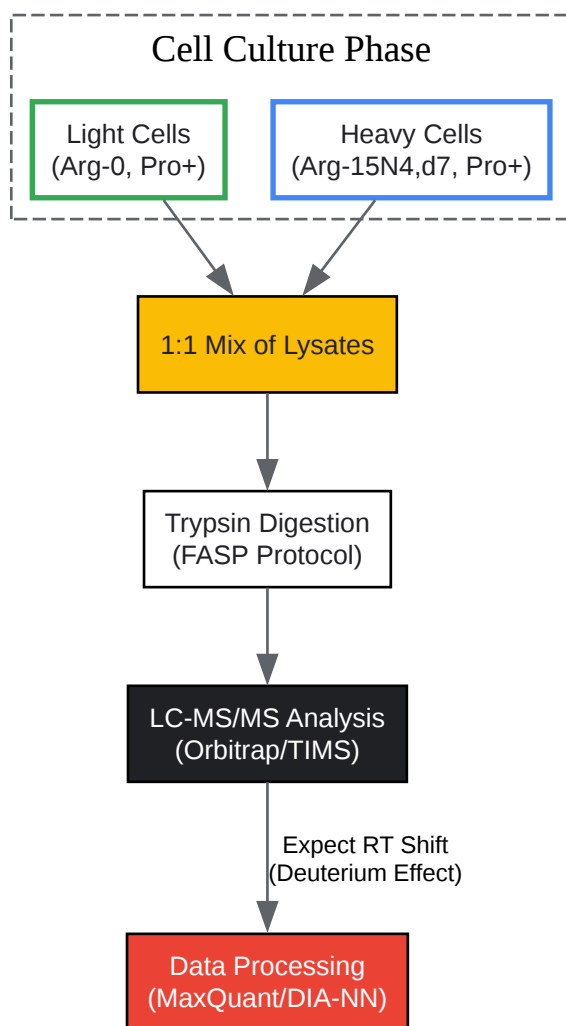 Cell Culture Phase
Light Cells
(Arg-0, Pro+)
Heavy Cells
(Arg-15N4,d7, Pro+)
1:1 Mix of Lysates
Trypsin Digestion
(FASP Protocol)
LC-MS/MS Analysis
(Orbitrap/TIMS)
Expect RT Shift
(Deuterium Effect)
Data Processing
(MaxQuant/DIA-NN)